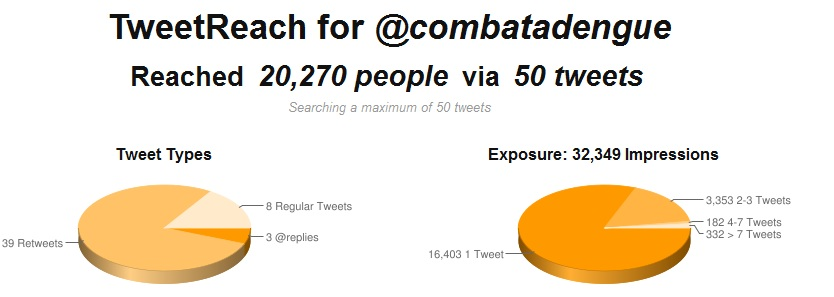 TweetReach for @combatadengue
Reached 20,270 people via 50 tweets
Searching a maximum of 50 tweets
Tweet Types
8 Regular Tweets
3 @replies
39 Retweets
Exposure: 32,349 Impressions
3,353 2-3 Tweets
182 4-7 Tweets
332 > 7 Tweets
16,403 1 Tweet